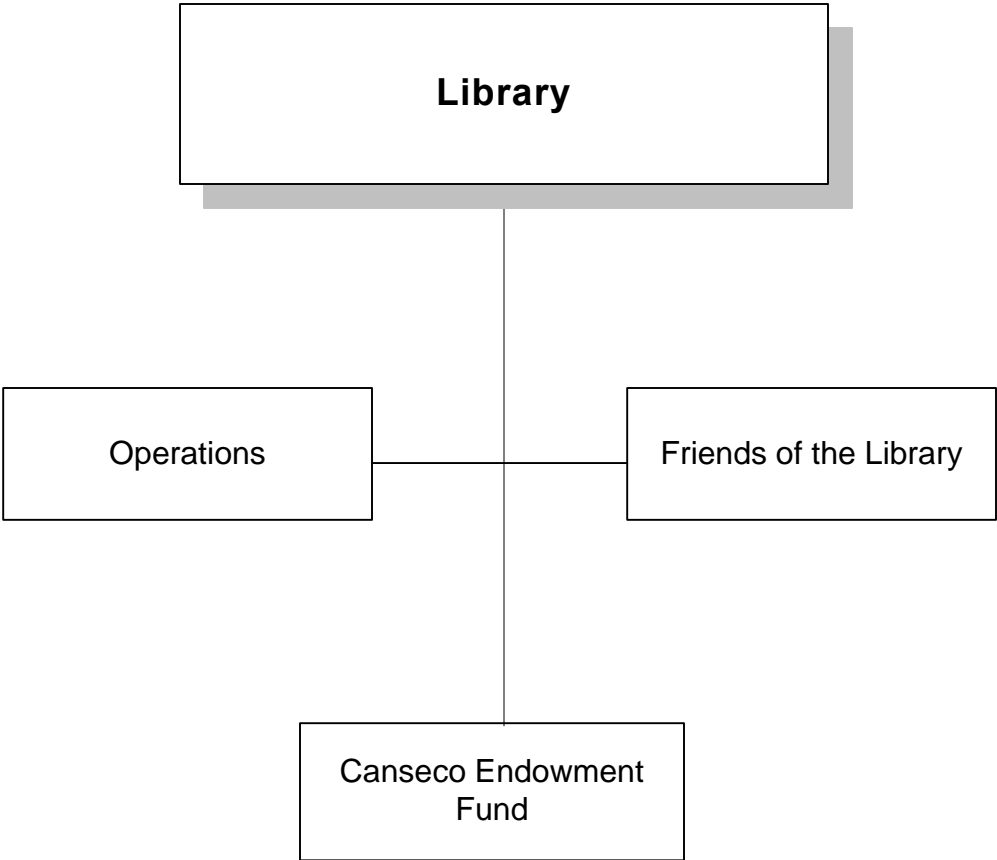 Library
Operations
Friends of the Library
Canseco Endowment
Fund